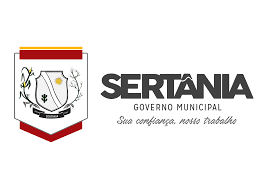 SERTÂNIA
GOVERNO MUNICIPAL
Sua confiança, nosso trabalho